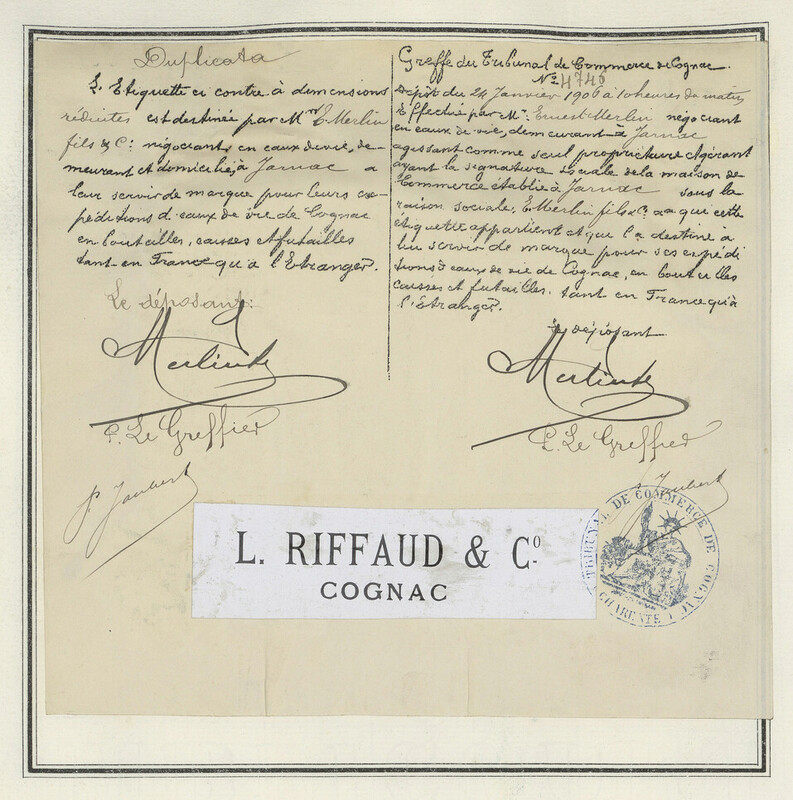 Duplicata
L'Etiquette ci contre à dimensions
réduites est destinée par Mrs E. Merlin
fils & Cie négociants en eaux de vie, de-
meurant et domiciliés à Jarnac a
leur servir de marque pour leurs ex-
péditions d'eaux de vie de Cognac
en bouteilles, caisses et futailles
tant en France qu'à l'Etranger.
Le déposant:
P. Le Greffier
P. Joubert
Greffe du Tribunal de Commerce de Cognac.
No 4746
Dépôt du 24 Janvier 1906 à 10 heures du matin
Effectué par Mr. Ernest Merlin négociant
en eaux de vie, demeurant à Jarnac
agissant comme seul propriétaire et gérant
ayant la signature sociale de la maison de
Commerce établie à Jarnac sous la
raison sociale, E. Merlin fils & Cie a qui cette
étiquette appartient et qui l'a destiné à
lui servir de marque pour ses expédi
tions d'eaux de vie de Cognac, en bouteilles
caisses et futailles. tant en France qu'à
l'Etranger.
Le déposant
P. Le Greffier
Joubert
TRIBUNAL DE COMMERCE DE COGNAC
CHARENTE
L. RIFFAUD & Co.
COGNAC